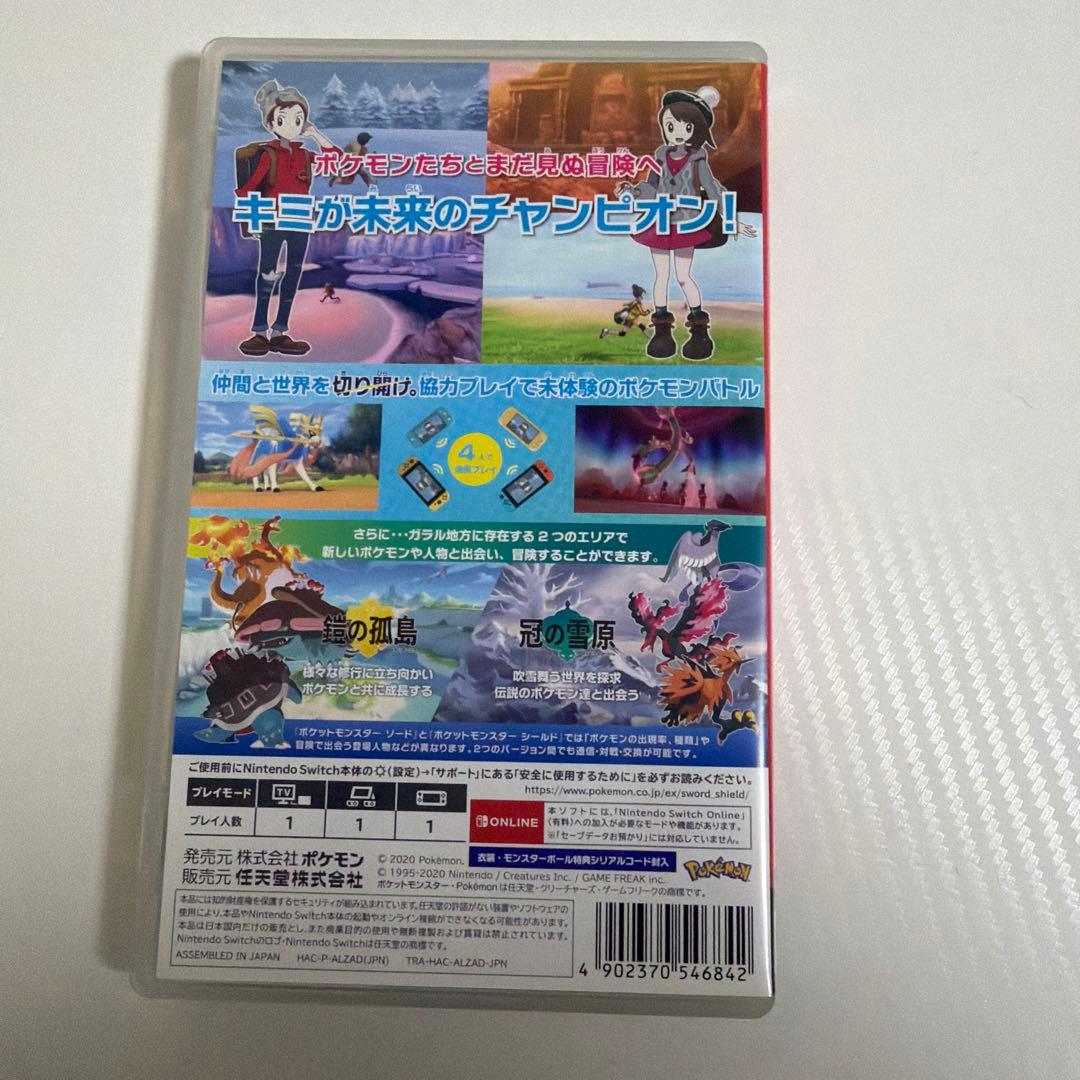 ポケモンたちとまだ見ぬ冒険へ
キミが未来のチャンピオン!
仲間と世界を切り開け。協力プレイで未体験のポケモンバトル
4人で
通信プレイ
さらに…ガラル地方に存在する2つのエリアで
新しいポケモンや人物と出会い、冒険することができます。
鎧の孤島
様々な修行に立ち向かい
ポケモンと共に成長する
冠の雪原
吹雪舞う世界を探求
伝説のポケモン達と出会う
『ポケットモンスター ソード』と『ポケットモンスター シールド』では「ポケモンの出現率、種類」や
冒険で出会う登場人物などが異なります。2つのバージョン間でも通信・対戦・交換が可能です。
ご使用前にNintendo Switch本体の(設定)→「サポート」にある「安全に使用するために」を必ずお読みください。
https://www.pokemon.co.jp/ex/sword_shield/
プレイモード TV
プレイ人数 1 1 1
ONLINE
本ソフトには、「Nintendo Switch Online」
(有料)への加入が必要なモードや機能があります。
※「セーブデータお預かり」には対応していません。
発売元 株式会社ポケモン
販売元 任天堂株式会社
© 2020 Pokémon.
© 1995-2020 Nintendo / Creatures Inc. / GAME FREAK inc.
ポケットモンスター・Pokémonは任天堂・クリーチャーズ・ゲームフリークの商標です。
衣装・モンスターボール特典シリアルコード封入
Pokémon
本品には知的財産権を保護するセキュリティが組み込まれています。任天堂の許諾がない装置やソフトウェアの
使用により、本品やNintendo Switch本体の起動やオンライン接続ができなくなる可能性があります。
本品は日本国内だけの販売とし、また商業目的の使用や無断複製および賃貸は禁止されています。
Nintendo Switchのロゴ・Nintendo Switchは任天堂の商標です。
ASSEMBLED IN JAPAN HAC-P-ALZAD(JPN) TRA-HAC-ALZAD-JPN
4 902370 546842